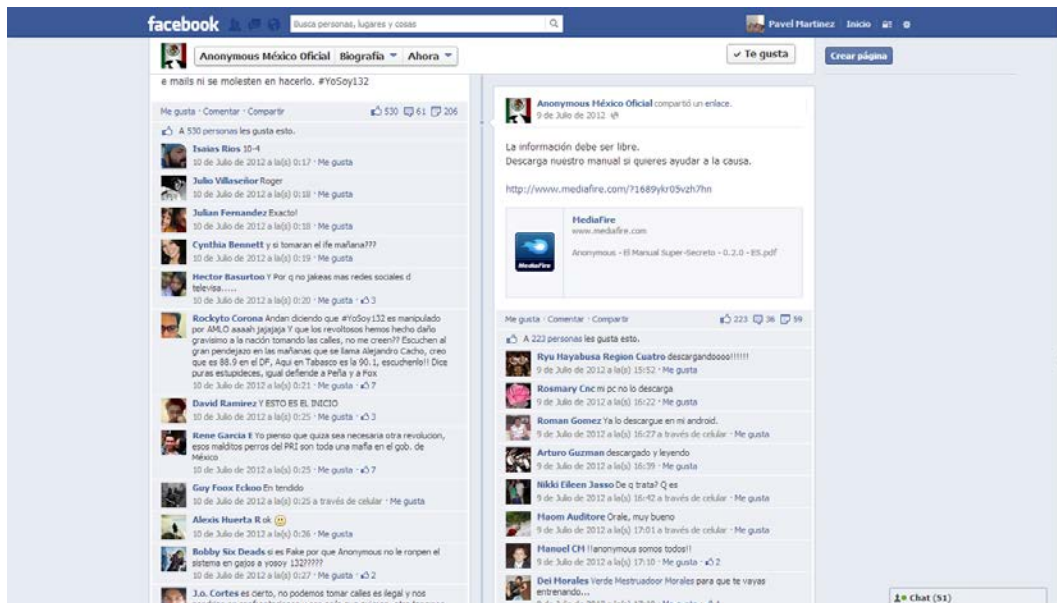 facebook
Busca personas, lugares y cosas
Pavel Martinez Inicio
Anonymous México Oficial Biografía Ahora
Te gusta
Crear página
e mails ni se molesten en hacerlo. #YoSoy132
Me gusta · Comentar · Compartir 530 61 206
A 530 personas les gusta esto.
Isaias Rios 10-4
10 de Julio de 2012 a la(s) 0:17 · Me gusta
Julio Villaseñor Roger
10 de Julio de 2012 a la(s) 0:18 · Me gusta
Julian Fernandez Exacto!
10 de Julio de 2012 a la(s) 0:18 · Me gusta
Cynthia Bennett y si tomaran el ife mañana???
10 de Julio de 2012 a la(s) 0:19 · Me gusta
Hector Basurtoo Y Por q no jakeas mas redes sociales d
televisa.....
10 de Julio de 2012 a la(s) 0:20 · Me gusta · 3
Rockyto Corona Andan diciendo que #YoSoy132 es manipulado
por AMLO aaaah jajajaja Y que los revoltosos hemos hecho daño
gravisimo a la nación tomando las calles, no me creen?? Escuchen al
gran pendejazo en las mañanas que se llama Alejandro Cacho, creo
que es 88.9 en el DF, Aqui en Tabasco es la 90.1, escuchenlo!! Dice
puras estupideces, igual defiende a Peña y a Fox
10 de Julio de 2012 a la(s) 0:21 · Me gusta · 7
David Ramirez Y ESTO ES EL INICIO
10 de Julio de 2012 a la(s) 0:25 · Me gusta · 3
Rene Garcia E Yo pienso que quiza sea necesaria otra revolucion,
esos malditos perros del PRI son toda una mafia en el gob. de
México
10 de Julio de 2012 a la(s) 0:25 · Me gusta · 7
Guy Foox Eckoo En tendido
10 de Julio de 2012 a la(s) 0:25 a través de celular · Me gusta
Alexis Huerta R ok
10 de Julio de 2012 a la(s) 0:26 · Me gusta
Bobby Six Deads si es Fake por que Anonymous no le ronpen el
sistema en gajos a yosoy 132?????
10 de Julio de 2012 a la(s) 0:27 · Me gusta · 2
J.o. Cortes es cierto, no podemos tomar calles es ilegal y nos
Anonymous México Oficial compartió un enlace.
9 de Julio de 2012
La información debe ser libre.
Descarga nuestro manual si quieres ayudar a la causa.
http://www.mediafire.com/?1689ykr05vzh7hn
MediaFire
www.mediafire.com
Anonymous - El Manual Super-Secreto - 0.2.0 - ES.pdf
MediaFire
Me gusta · Comentar · Compartir 223 36 59
A 223 personas les gusta esto.
Ryu Hayabusa Region Cuatro descargandoooo!!!!!!
9 de Julio de 2012 a la(s) 15:52 · Me gusta
Rosmary Cnc mi pc no lo descarga
9 de Julio de 2012 a la(s) 16:22 · Me gusta
Roman Gomez Ya lo descargue en mi android.
9 de Julio de 2012 a la(s) 16:27 a través de celular · Me gusta
Arturo Guzman descargado y leyendo
9 de Julio de 2012 a la(s) 16:39 · Me gusta
Nikki Eileen Jasso De q trata? Q es
9 de Julio de 2012 a la(s) 16:42 a través de celular · Me gusta
Maom Auditore Orale, muy bueno
9 de Julio de 2012 a la(s) 17:01 a través de celular · Me gusta
Manuel CM !!anonymous somos todos!!
9 de Julio de 2012 a la(s) 17:10 · Me gusta · 2
Dei Morales Verde Mestruadoor Morales para que te vayas
entrenando...
Chat (51)